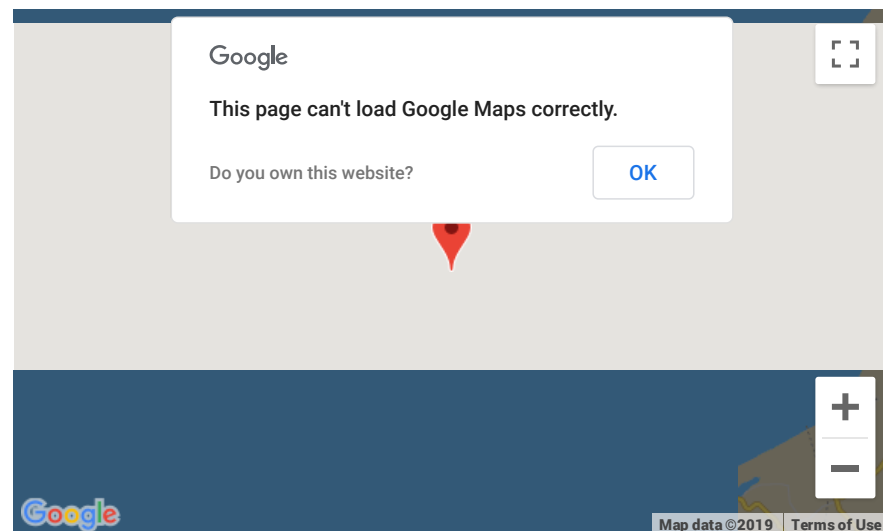 Google
This page can't load Google Maps correctly.
Do you own this website?
OK
Google
Map data ©2019
Terms of Use